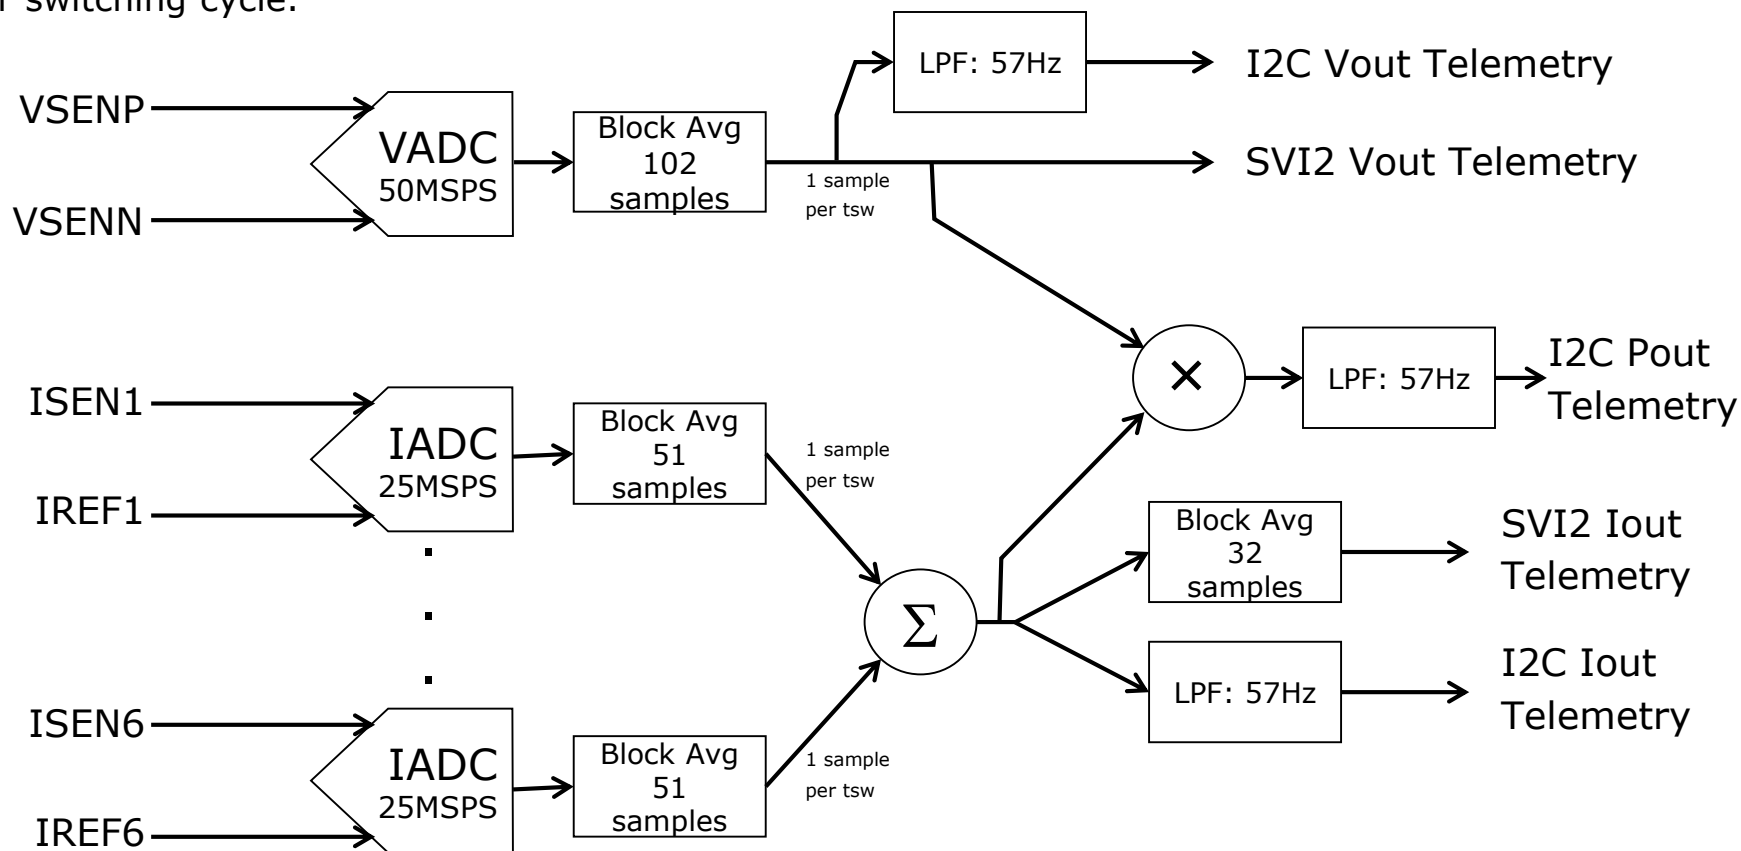 switching cycle.
LPF: 57Hz
I2C Vout Telemetry
VSENP
VADC
50MSPS
Block Avg
102
samples
SVI2 Vout Telemetry
1 sample
per tsw
VSENN
×
LPF: 57Hz
I2C Pout
Telemetry
ISEN1
IADC
25MSPS
Block Avg
51
samples
1 sample
per tsw
IREF1
Block Avg
32
samples
SVI2 Iout
Telemetry
Σ
LPF: 57Hz
I2C Iout
Telemetry
ISEN6
IADC
25MSPS
Block Avg
51
samples
1 sample
per tsw
IREF6